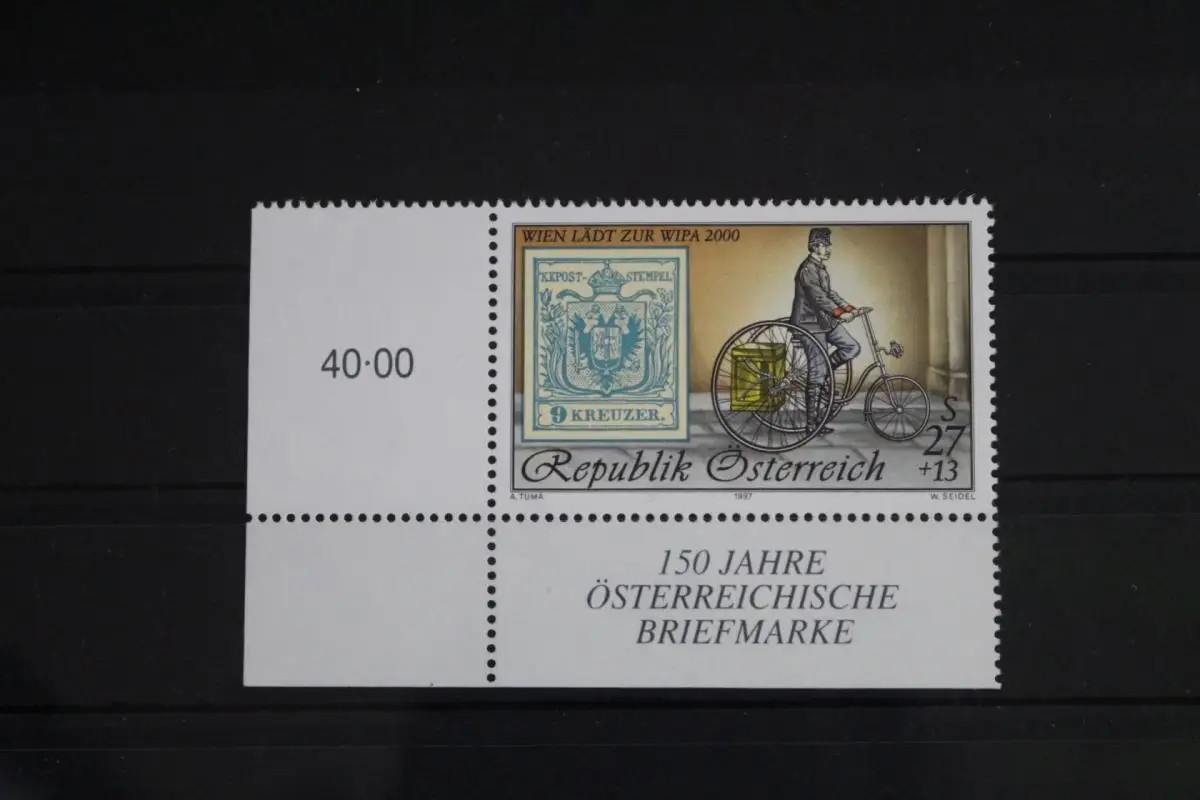 40·00
WIEN LÄDT ZUR WIPA 2000
KKPOST-STEMPEL
9 KREUZER.
S
27
+13
Republik Österreich
A. TUMA 1997 W. SEIDEL
150 JAHRE
ÖSTERREICHISCHE
BRIEFMARKE